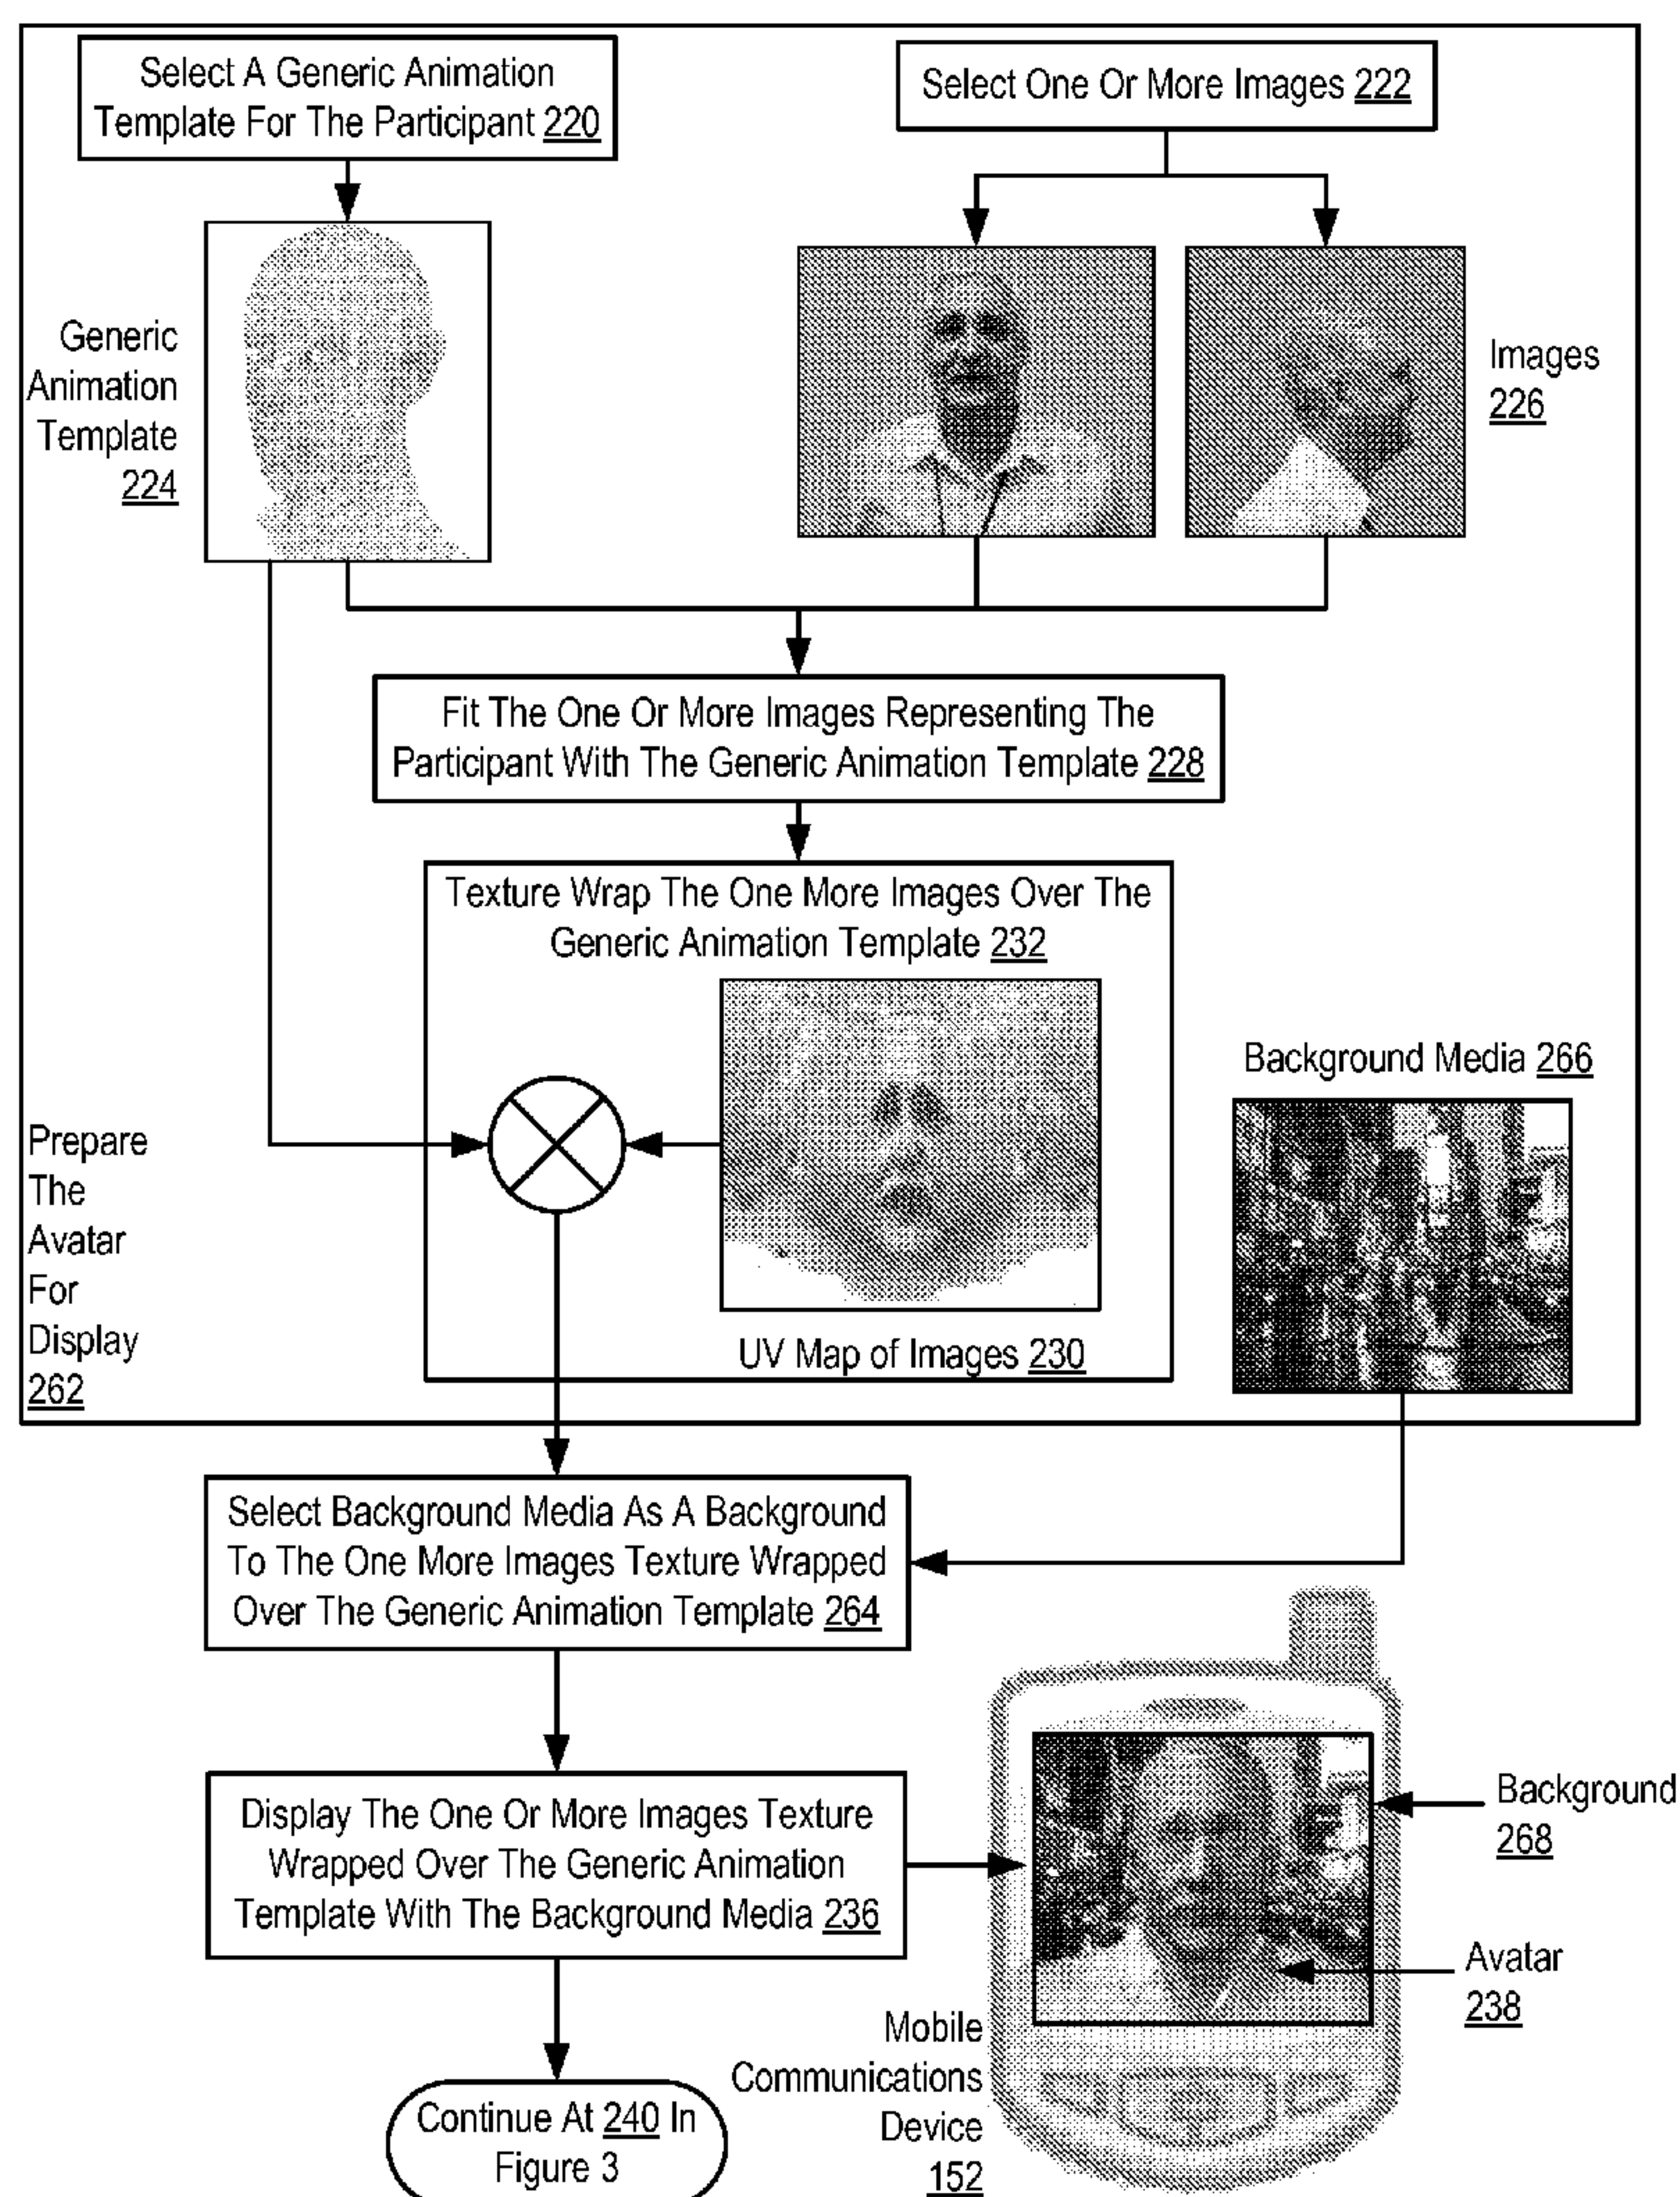 Select A Generic Animation
Template For The Participant 220
Select One Or More Images 222
Generic
Animation
Template
224
Images
226
Fit The One Or More Images Representing The
Participant With The Generic Animation Template 228
Texture Wrap The One More Images Over The
Generic Animation Template 232
UV Map of Images 230
Background Media 266
Prepare
The
Avatar
For
Display
262
Select Background Media As A Background
To The One More Images Texture Wrapped
Over The Generic Animation Template 264
Display The One Or More Images Texture
Wrapped Over The Generic Animation
Template With The Background Media 236
Background
268
Avatar
238
Mobile
Communications
Device
152
Continue At 240 In
Figure 3